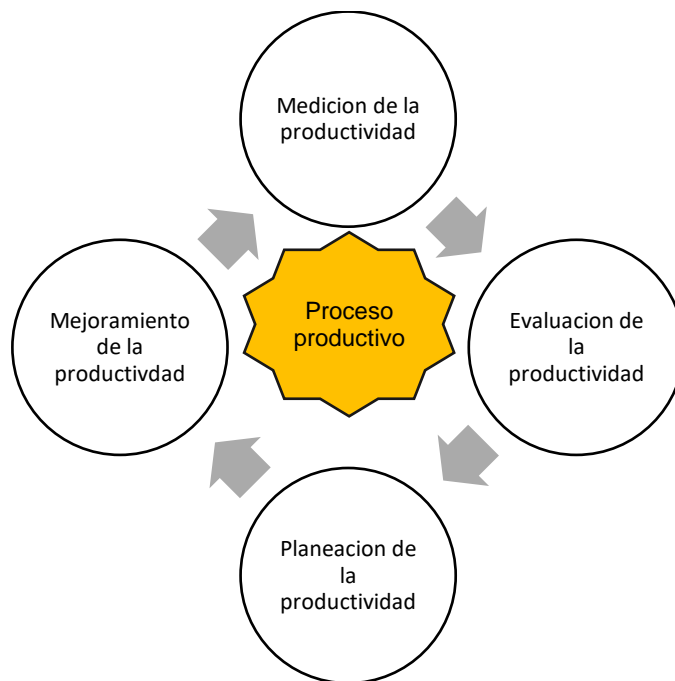 Medicion de la
productividad
Proceso
productivo
Evaluacion de
la
productividad
Planeacion de
la
productividad
Mejoramiento
de la
productivdad